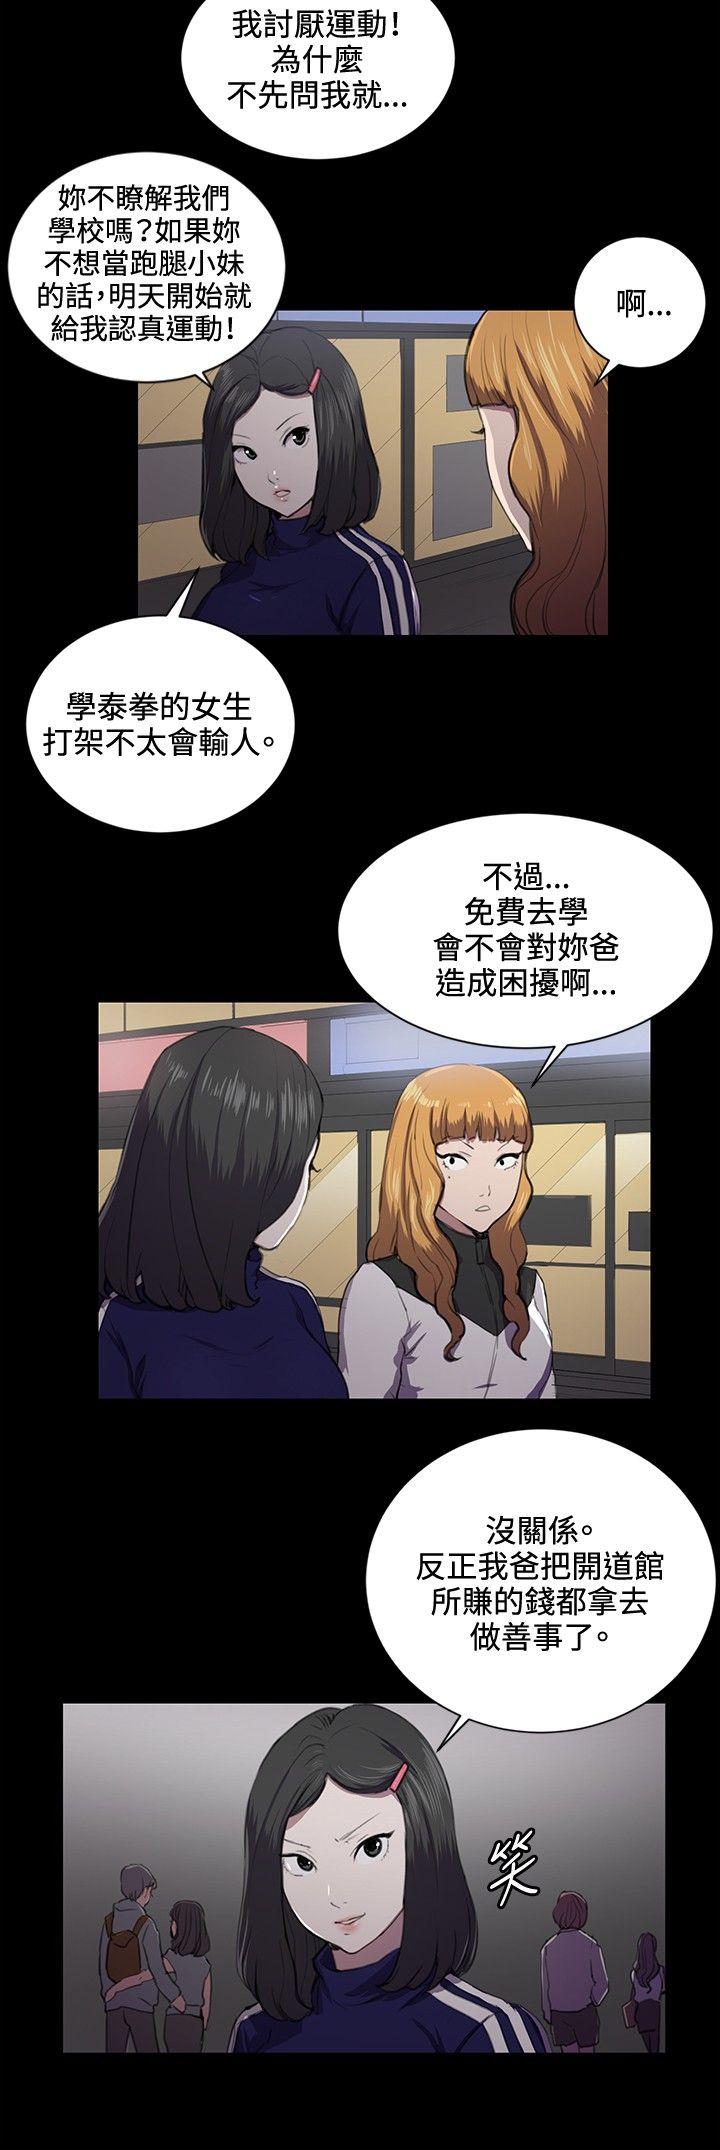 我討厭運動！
為什麼
不先問我就...
妳不瞭解我們
學校嗎？如果妳
不想當跑腿小妹
的話，明天開始就
給我認真運動！
啊...
學泰拳的女生
打架不太會輸人。
不過...
免費去學
會不會對妳爸
造成困擾啊...
沒關係。
反正我爸把開道館
所賺的錢都拿去
做善事了。
笑